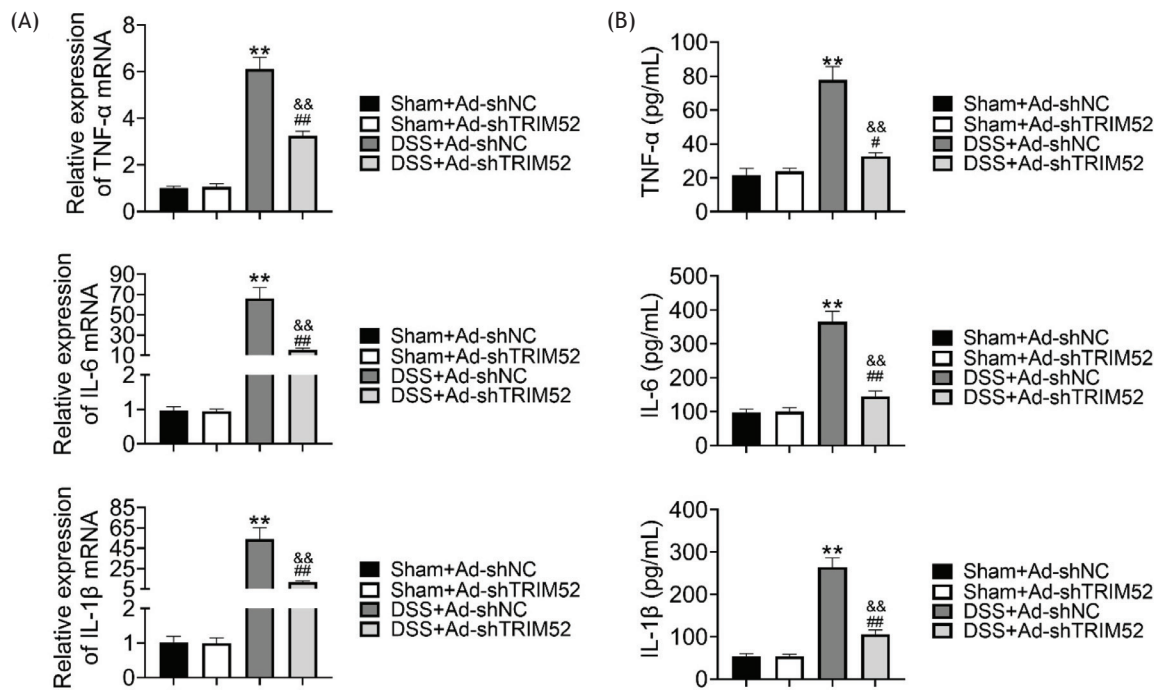 (A)
Relative expression
of TNF-α mRNA
8
6
4
2
0
**
&&
##
Sham+Ad-shNC
Sham+Ad-shTRIM52
DSS+Ad-shNC
DSS+Ad-shTRIM52
Relative expression
of IL-6 mRNA
90
70
50
30
10
2
1
0
**
&&
##
Sham+Ad-shNC
Sham+Ad-shTRIM52
DSS+Ad-shNC
DSS+Ad-shTRIM52
Relative expression
of IL-1β mRNA
85
65
45
25
5
2
1
0
**
&&
##
Sham+Ad-shNC
Sham+Ad-shTRIM52
DSS+Ad-shNC
DSS+Ad-shTRIM52
(B)
TNF-α (pg/mL)
100
80
60
40
20
0
**
&&
#
Sham+Ad-shNC
Sham+Ad-shTRIM52
DSS+Ad-shNC
DSS+Ad-shTRIM52
IL-6 (pg/mL)
500
400
300
200
100
0
**
&&
##
Sham+Ad-shNC
Sham+Ad-shTRIM52
DSS+Ad-shNC
DSS+Ad-shTRIM52
IL-1β (pg/mL)
400
300
200
100
0
**
&&
##
Sham+Ad-shNC
Sham+Ad-shTRIM52
DSS+Ad-shNC
DSS+Ad-shTRIM52